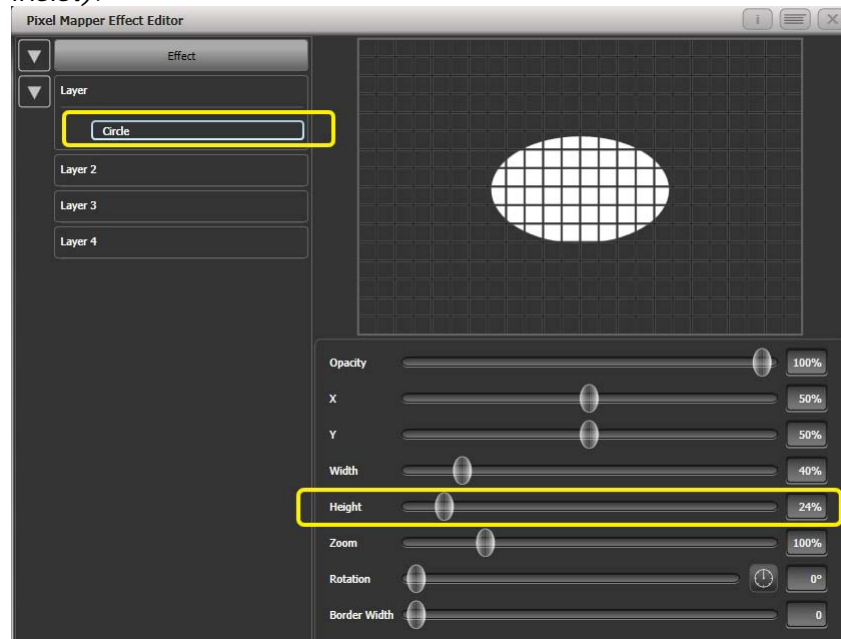 Pixel Mapper Effect Editor
Effect
Layer
Circle
Layer 2
Layer 3
Layer 4
Opacity 100%
X 50%
Y 50%
Width 40%
Height 24%
Zoom 100%
Rotation 0°
Border Width 0